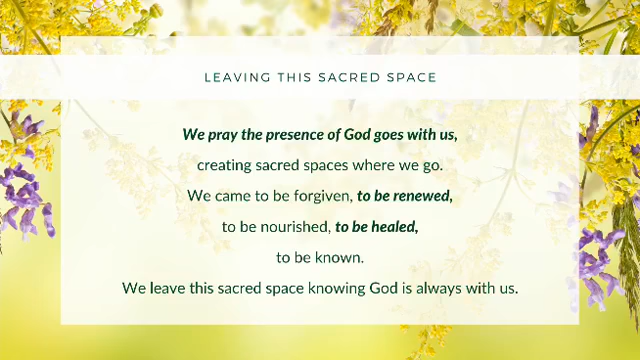 LEAVING THIS SACRED SPACE
We pray the presence of God goes with us,
creating sacred spaces where we go.
We came to be forgiven, to be renewed,
to be nourished, to be healed,
to be known.
We leave this sacred space knowing God is always with us.